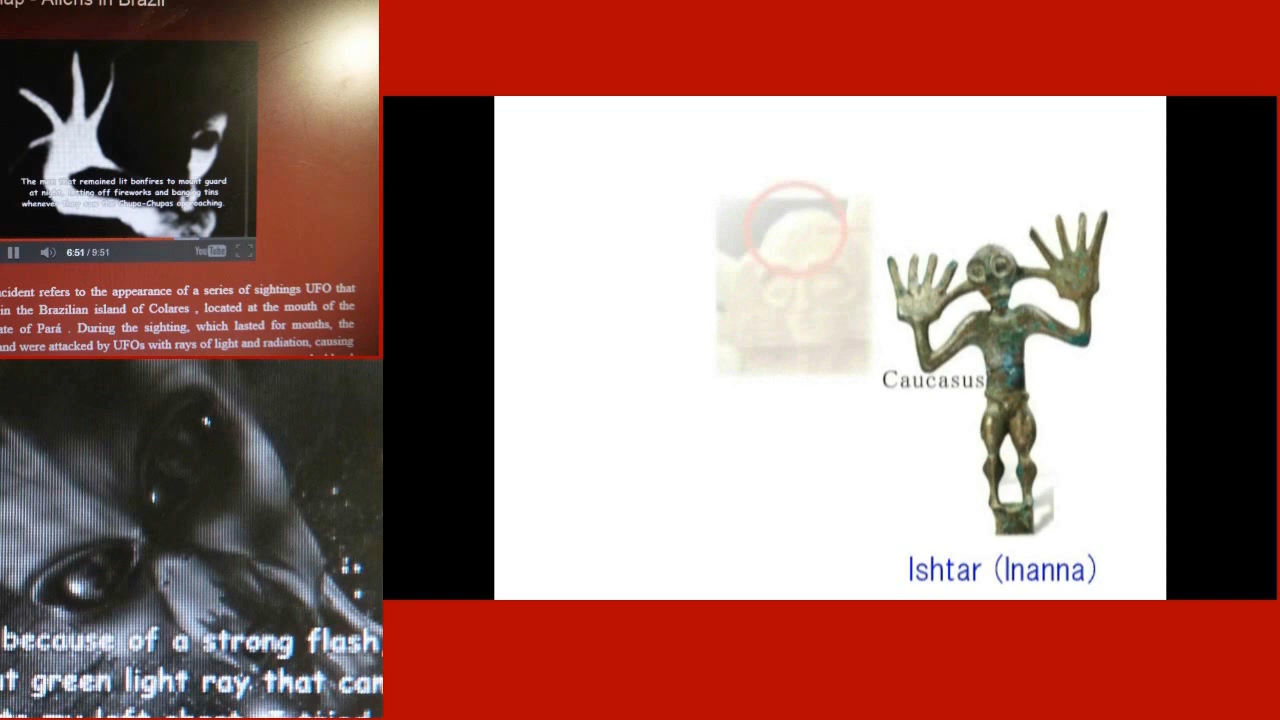 Aliens in Brazil
The men that remained lit bonfires to mount guard
at night, letting off fireworks and banging tins
whenever they saw the Chupa-Chupas approaching.
6:51 / 9:51
YouTube
incident refers to the appearance of a series of sightings UFO that
in the Brazilian island of Colares , located at the mouth of the
ate of Pará . During the sighting, which lasted for months, the
and were attacked by UFOs with rays of light and radiation, causing
because of a strong flash,
green light ray that
Caucasus
Ishtar (Inanna)